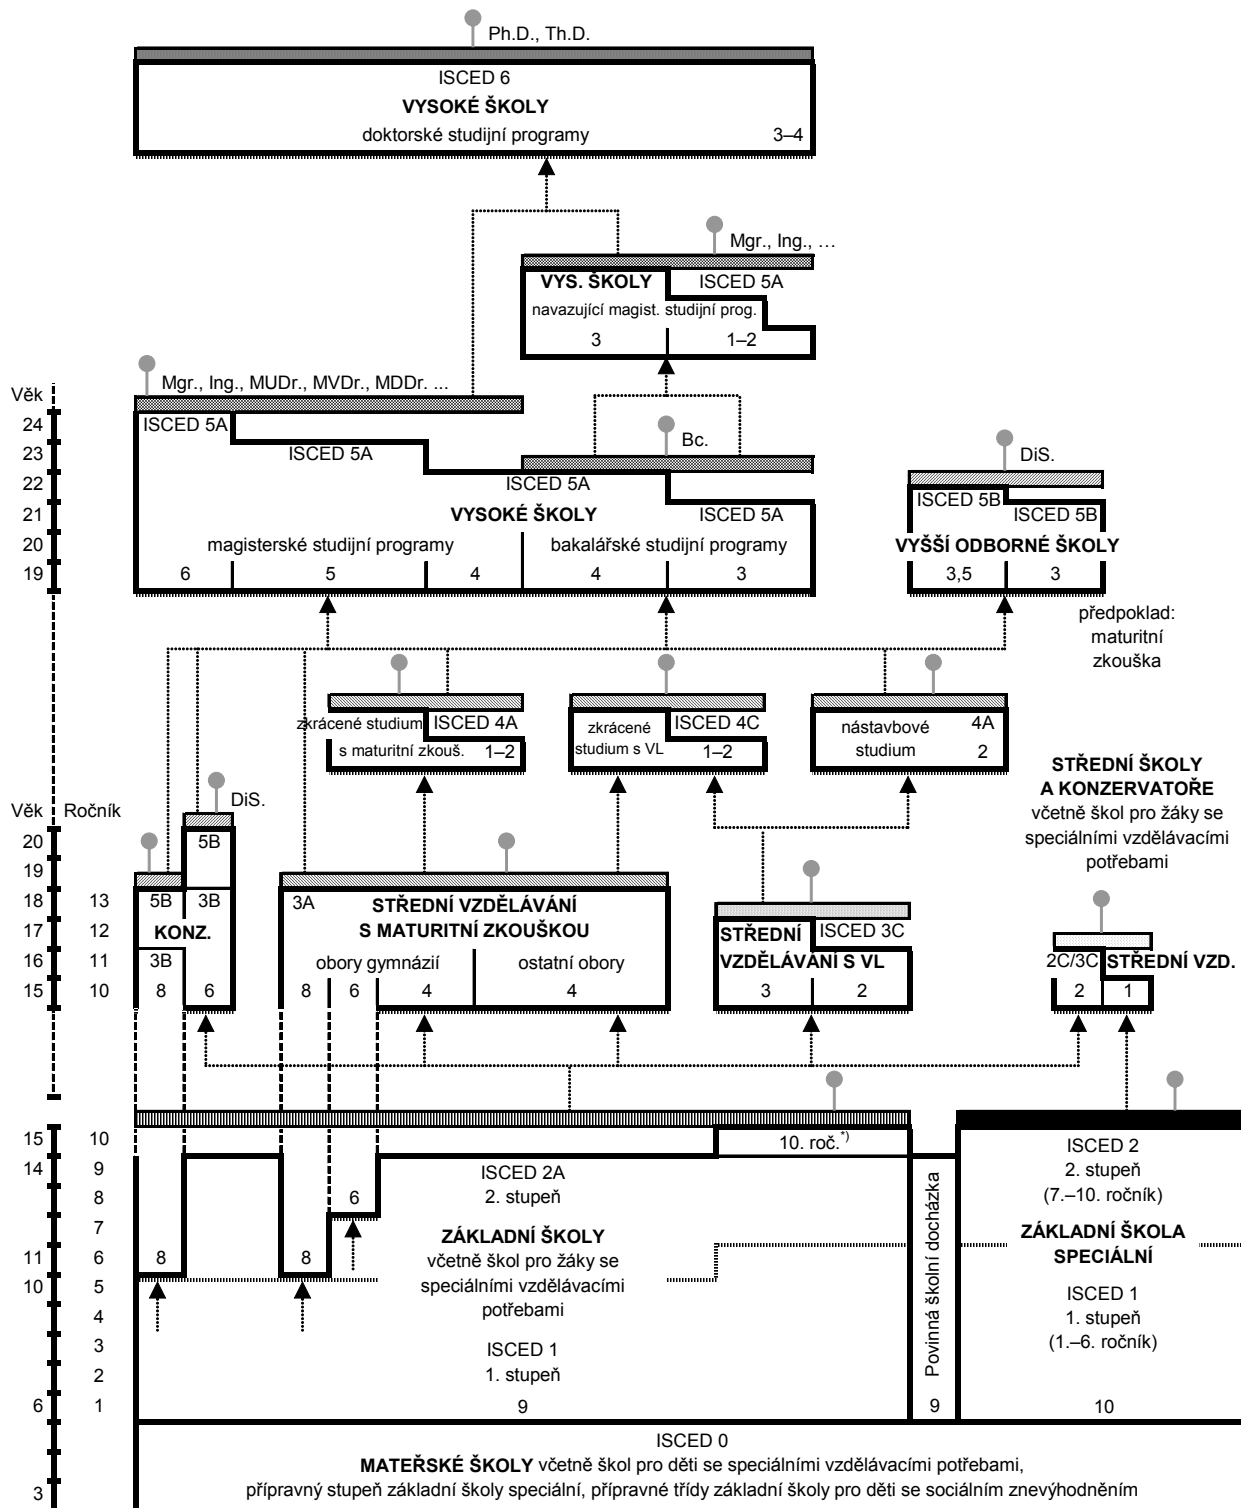 Ph.D., Th.D.
ISCED 6
VYSOKÉ ŠKOLY
doktorské studijní programy 3–4
Mgr., Ing., …
VYS. ŠKOLY ISCED 5A
navazující magist. studijní prog.
3 1–2
Mgr., Ing., MUDr., MVDr., MDDr. ...
Věk
24 ISCED 5A
23 ISCED 5A Bc. DiS.
22 ISCED 5A ISCED 5B
21 VYSOKÉ ŠKOLY ISCED 5A ISCED 5B
20 magisterské studijní programy bakalářské studijní programy VYŠŠÍ ODBORNÉ ŠKOLY
19 6 5 4 4 3 3,5 3
předpoklad:
maturitní
zkouška
zkrácené studium ISCED 4A
s maturitní zkouš. 1–2
zkrácené ISCED 4C
studium s VL 1–2
nástavbové 4A
studium 2
STŘEDNÍ ŠKOLY
A KONZERVATOŘE
včetně škol pro žáky se
speciálními vzdělávacími
potřebami
DiS.
Věk Ročník
20 5B
19
18 13 5B 3B 3A STŘEDNÍ VZDĚLÁVÁNÍ
17 12 KONZ. S MATURITNÍ ZKOUŠKOU STŘEDNÍ ISCED 3C
16 11 3B obory gymnázií ostatní obory VZDĚLÁVÁNÍ S VL 2C/3C STŘEDNÍ VZD.
15 10 8 6 8 6 4 4 3 2 2 1
15 10 10. roč.*) ISCED 2
14 9 ISCED 2A 2. stupeň
8 6 2. stupeň (7.–10. ročník)
7 ZÁKLADNÍ ŠKOLY ZÁKLADNÍ ŠKOLA
11 6 8 8 včetně škol pro žáky se SPECIÁLNÍ
10 5 speciálními vzdělávacími ISCED 1
4 potřebami 1. stupeň
3 ISCED 1 (1.–6. ročník)
2 1. stupeň
Povinná školní docházka
6 1 9 9 10
ISCED 0
MATEŘSKÉ ŠKOLY včetně škol pro děti se speciálními vzdělávacími potřebami,
3 přípravný stupeň základní školy speciální, přípravné třídy základní školy pro děti se sociálním znevýhodněním